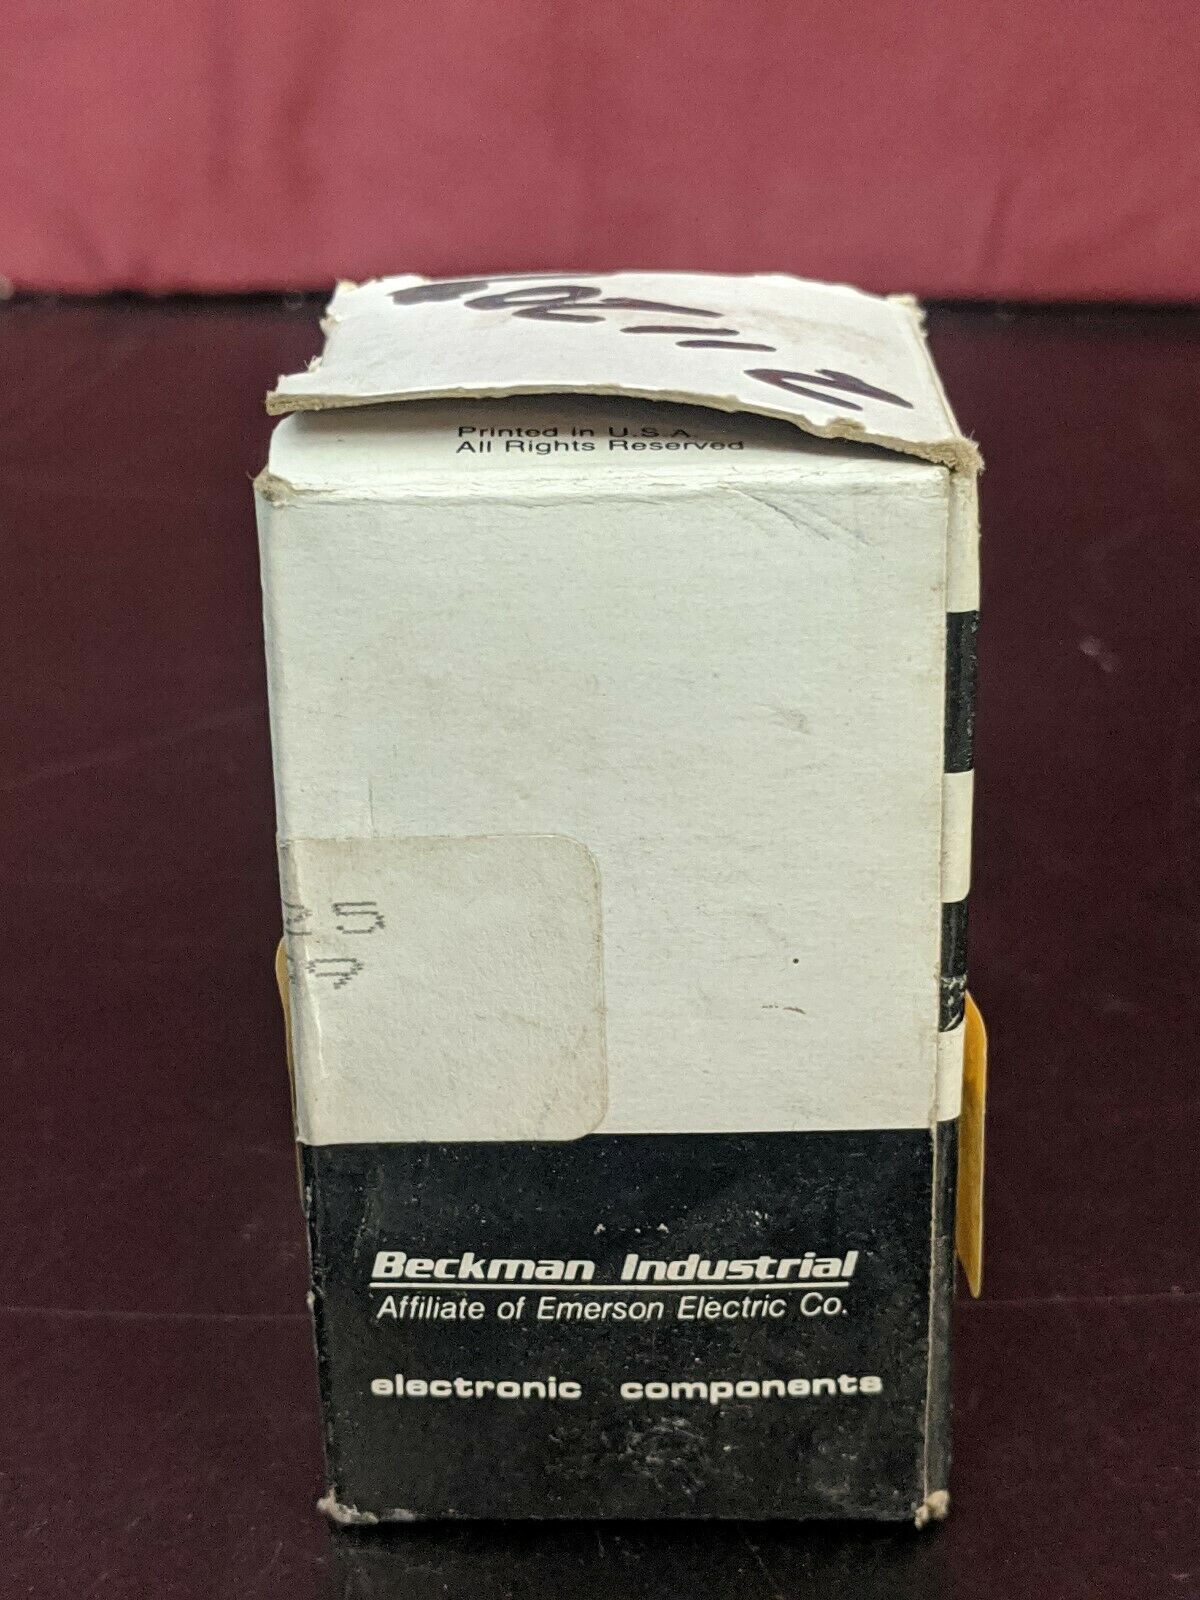 Printed in U.S.A.
All Rights Reserved
Beckman Industrial
Affiliate of Emerson Electric Co.
electronic components